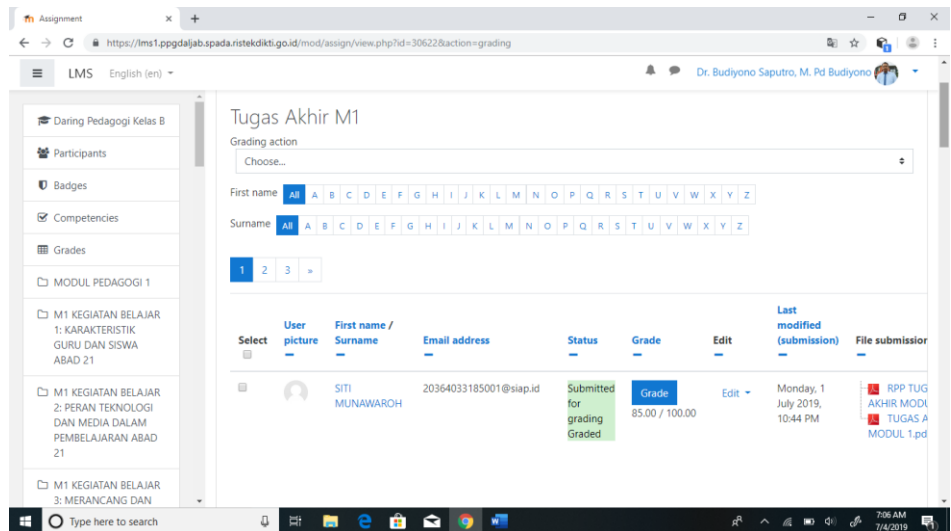 Assignment
https://lms1.ppgdaljab.spada.ristekdikti.go.id/mod/assign/view.php?id=30622&action=grading
LMS English (en)
Dr. Budiyono Saputro, M. Pd Budiyono
Daring Pedagogi Kelas B
Participants
Badges
Competencies
Grades
MODUL PEDAGOGI 1
M1 KEGIATAN BELAJAR
1: KARAKTERISTIK
GURU DAN SISWA
ABAD 21
M1 KEGIATAN BELAJAR
2: PERAN TEKNOLOGI
DAN MEDIA DALAM
PEMBELAJARAN ABAD
21
M1 KEGIATAN BELAJAR
3: MERANCANG DAN
Tugas Akhir M1
Grading action
Choose...
First name All A B C D E F G H I J K L M N O P Q R S T U V W X Y Z
Surname All A B C D E F G H I J K L M N O P Q R S T U V W X Y Z
1 2 3 »
Select
User
picture
First name /
Surname
Email address
Status
Grade
Edit
Last
modified
(submission)
File submission
SITI
MUNAWAROH
20364033185001@siap.id
Submitted
for
grading
Graded
Grade
85.00 / 100.00
Edit
Monday, 1
July 2019,
10:44 PM
RPP TUG
AKHIR MODU
TUGAS A
MODUL 1.pd
Type here to search
7:06 AM
7/4/2019